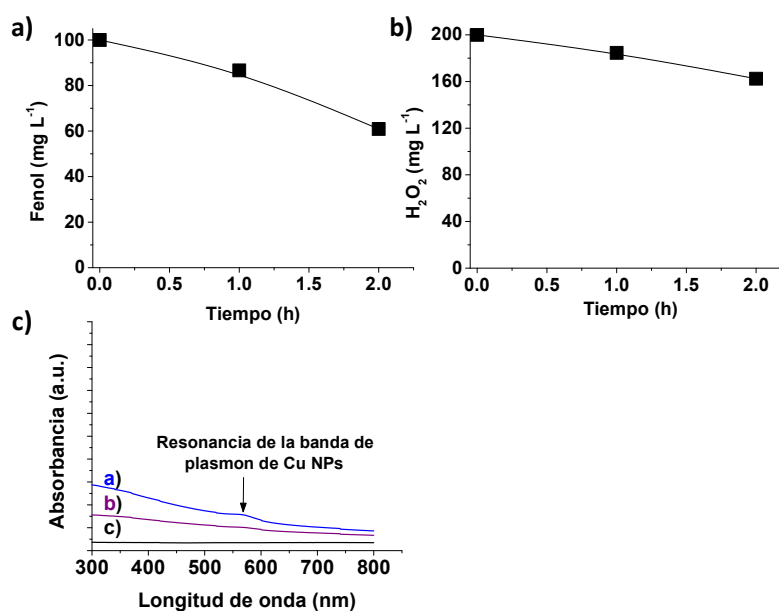 a)
100
80
60
40
20
0
Fenol (mg L⁻¹)
0.0 0.5 1.0 1.5 2.0
Tiempo (h)
b)
200
160
120
80
40
0
H₂O₂ (mg L⁻¹)
0.0 0.5 1.0 1.5 2.0
Tiempo (h)
c)
Absorbancia (a.u.)
Resonancia de la banda de
plasmon de Cu NPs
a)
b)
c)
300 400 500 600 700 800
Longitud de onda (nm)